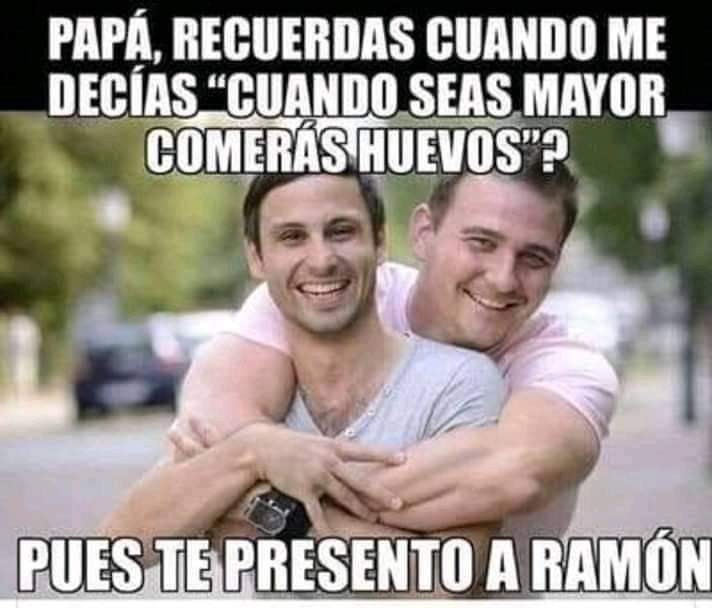 PAPÁ, RECUERDAS CUANDO ME
DECÍAS “CUANDO SEAS MAYOR
COMERÁS HUEVOS”?
PUES TE PRESENTO A RAMÓN